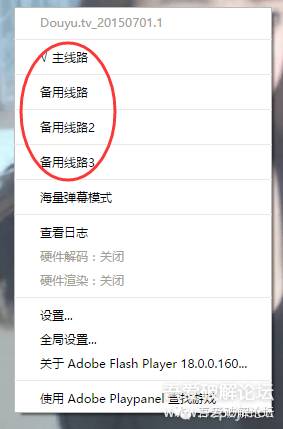 Douyu.tv_20150701.1
√ 主线路
备用线路
备用线路2
备用线路3
海量弹幕模式
查看日志
硬件解码：关闭
硬件渲染：关闭
设置...
全局设置...
关于 Adobe Flash Player 18.0.0.160...
使用 Adobe Playpanel 查找游戏
吾爱破解论坛